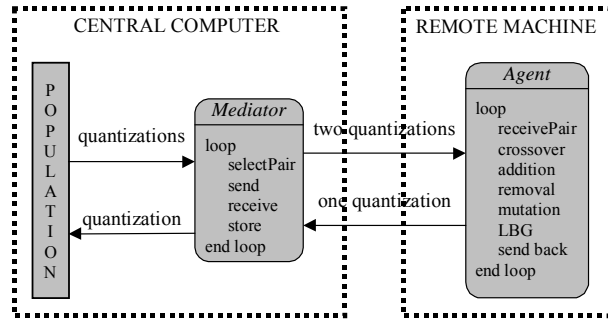 CENTRAL COMPUTER
REMOTE MACHINE
POPULATION
quantizations
quantization
Mediator
loop
selectPair
send
receive
store
end loop
two quantizations
one quantization
Agent
loop
receivePair
crossover
addition
removal
mutation
LBG
send back
end loop